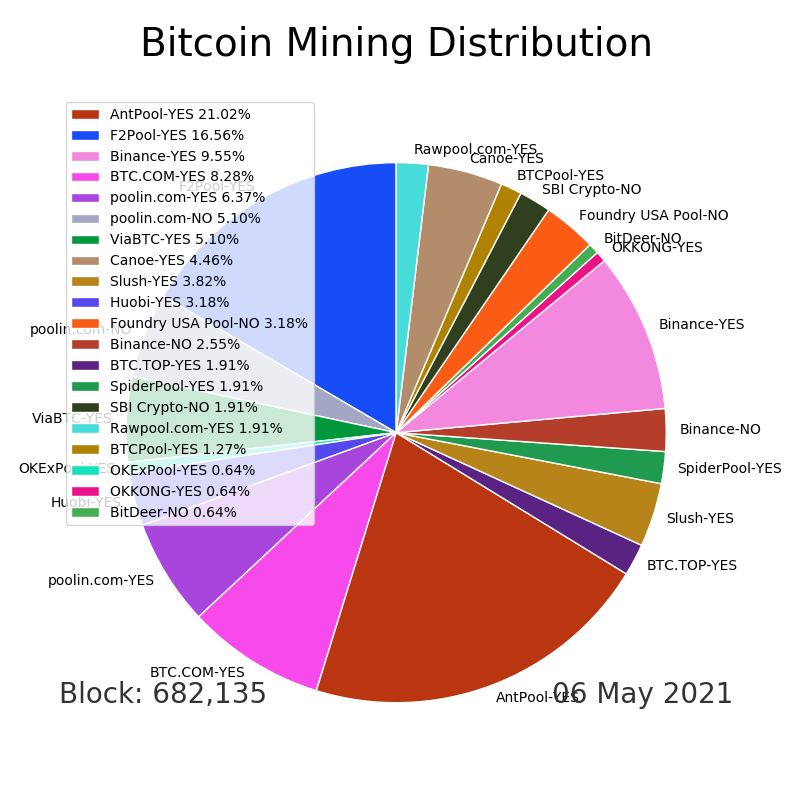 Bitcoin Mining Distribution
AntPool-YES 21.02%
F2Pool-YES 16.56%
Binance-YES 9.55%
BTC.COM-YES 8.28%
poolin.com-YES 6.37%
poolin.com-NO 5.10%
ViaBTC-YES 5.10%
Canoe-YES 4.46%
Slush-YES 3.82%
Huobi-YES 3.18%
Foundry USA Pool-NO 3.18%
Binance-NO 2.55%
BTC.TOP-YES 1.91%
SpiderPool-YES 1.91%
SBI Crypto-NO 1.91%
Rawpool.com-YES 1.91%
BTCPool-YES 1.27%
OKExPool-YES 0.64%
OKKONG-YES 0.64%
BitDeer-NO 0.64%
Rawpool.com-YES
Canoe-YES
BTCPool-YES
SBI Crypto-NO
Foundry USA Pool-NO
BitDeer-NO
OKKONG-YES
Binance-YES
Binance-NO
SpiderPool-YES
Slush-YES
BTC.TOP-YES
AntPool-YES
BTC.COM-YES
poolin.com-YES
Huobi-YES
OKExPool-YES
ViaBTC-YES
poolin.com-NO
F2Pool-YES
Block: 682,135
06 May 2021